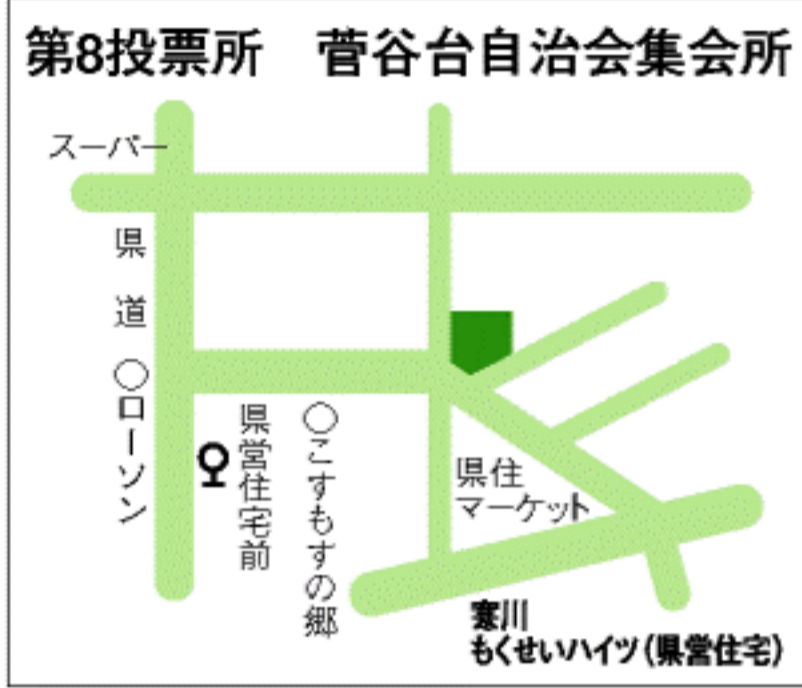 第8投票所　菅谷台自治会集会所
スーパー
県道
○ローソン
県営住宅前
○こすもすの郷
県住
マーケット
寒川
もくせいハイツ(県営住宅)